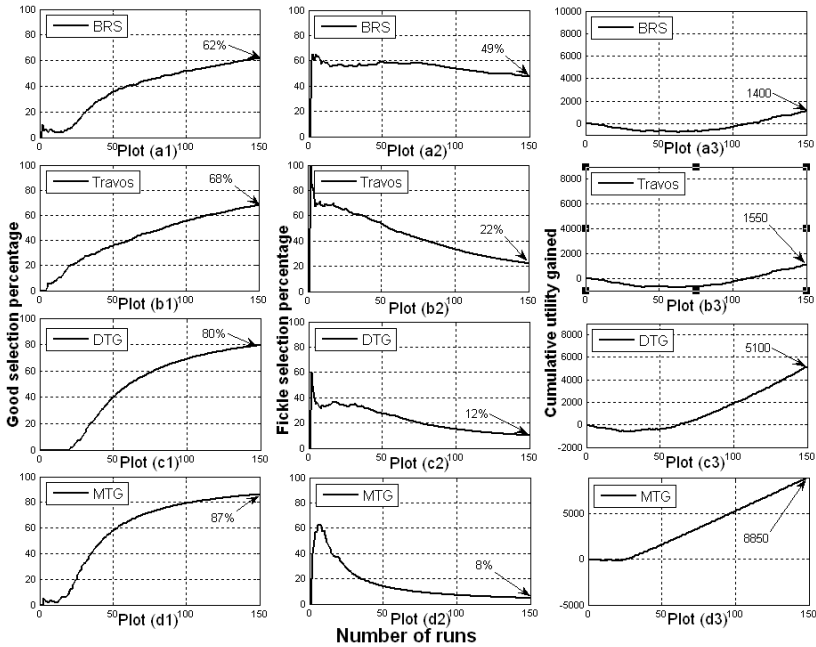 100
80
60
40
20
0
BRS
62%
0 50 100 150
Plot (a1)
100
80
60
40
20
0
BRS
49%
0 50 100 150
Plot (a2)
10000
8000
6000
4000
2000
0
BRS
1400
0 50 100 150
Plot (a3)
Good selection percentage
100
80
60
40
20
0
Travos
68%
0 50 100 150
Plot (b1)
Fickle selection percentage
100
80
60
40
20
0
Travos
22%
0 50 100 150
Plot (b2)
Cumulative utility gained
8000
6000
4000
2000
0
Travos
1550
0 50 100 150
Plot (b3)
100
80
60
40
20
0
DTG
80%
0 50 100 150
Plot (c1)
100
80
60
40
20
0
DTG
12%
0 50 100 150
Plot (c2)
8000
6000
4000
2000
0
-2000
DTG
5100
0 50 100 150
Plot (c3)
100
80
60
40
20
0
MTG
87%
0 50 100 150
Plot (d1)
100
80
60
40
20
0
MTG
8%
0 50 100 150
Plot (d2)
5000
0
-5000
MTG
8850
0 50 100 150
Plot (d3)
Number of runs